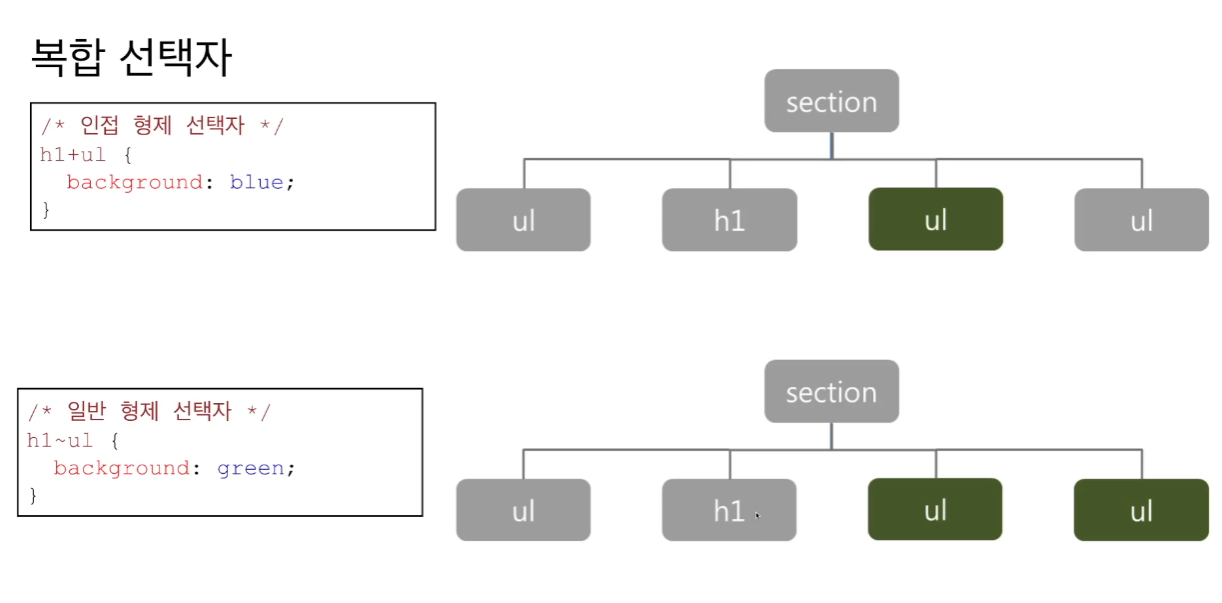 복합 선택자
/* 인접 형제 선택자 */
h1+ul {
  background: blue;
}
section
ul h1 ul ul
/* 일반 형제 선택자 */
h1~ul {
  background: green;
}
section
ul h1 ul ul